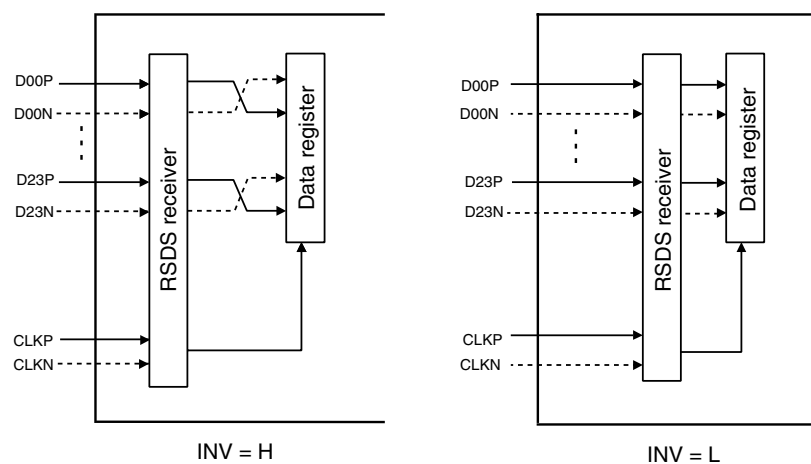 D00P
D00N
D23P
D23N
CLKP
CLKN
RSDS receiver
Data register
INV = H
D00P
D00N
D23P
D23N
CLKP
CLKN
RSDS receiver
Data register
INV = L